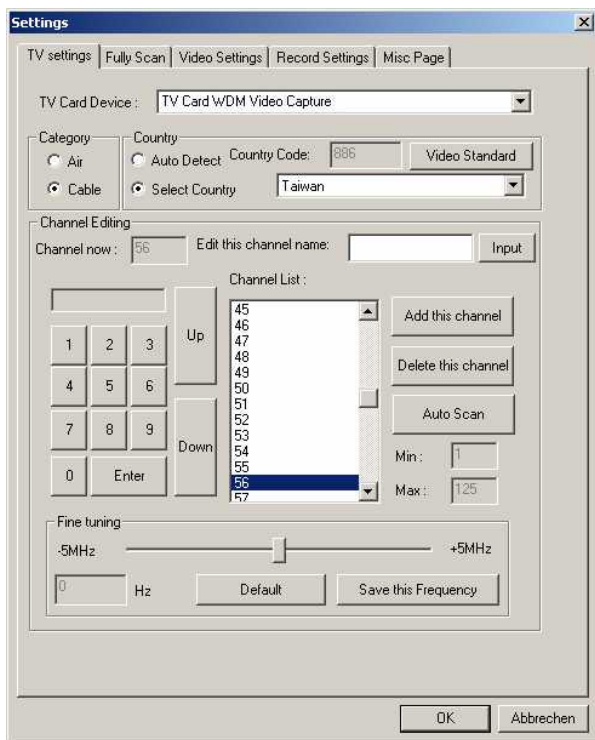 Settings
TV settings Fully Scan Video Settings Record Settings Misc Page
TV Card Device : TV Card WDM Video Capture
Category
Air
Cable
Country
Auto Detect Country Code: 886 Video Standard
Select Country Taiwan
Channel Editing
Channel now : 56 Edit this channel name: Input
Channel List :
1 2 3
4 5 6
7 8 9
0 Enter
Up
Down
45
46
47
48
49
50
51
52
53
54
55
56
57
Add this channel
Delete this channel
Auto Scan
Min : 1
Max : 125
Fine tuning
-5MHz +5MHz
0 Hz Default Save this Frequency
OK Abbrechen